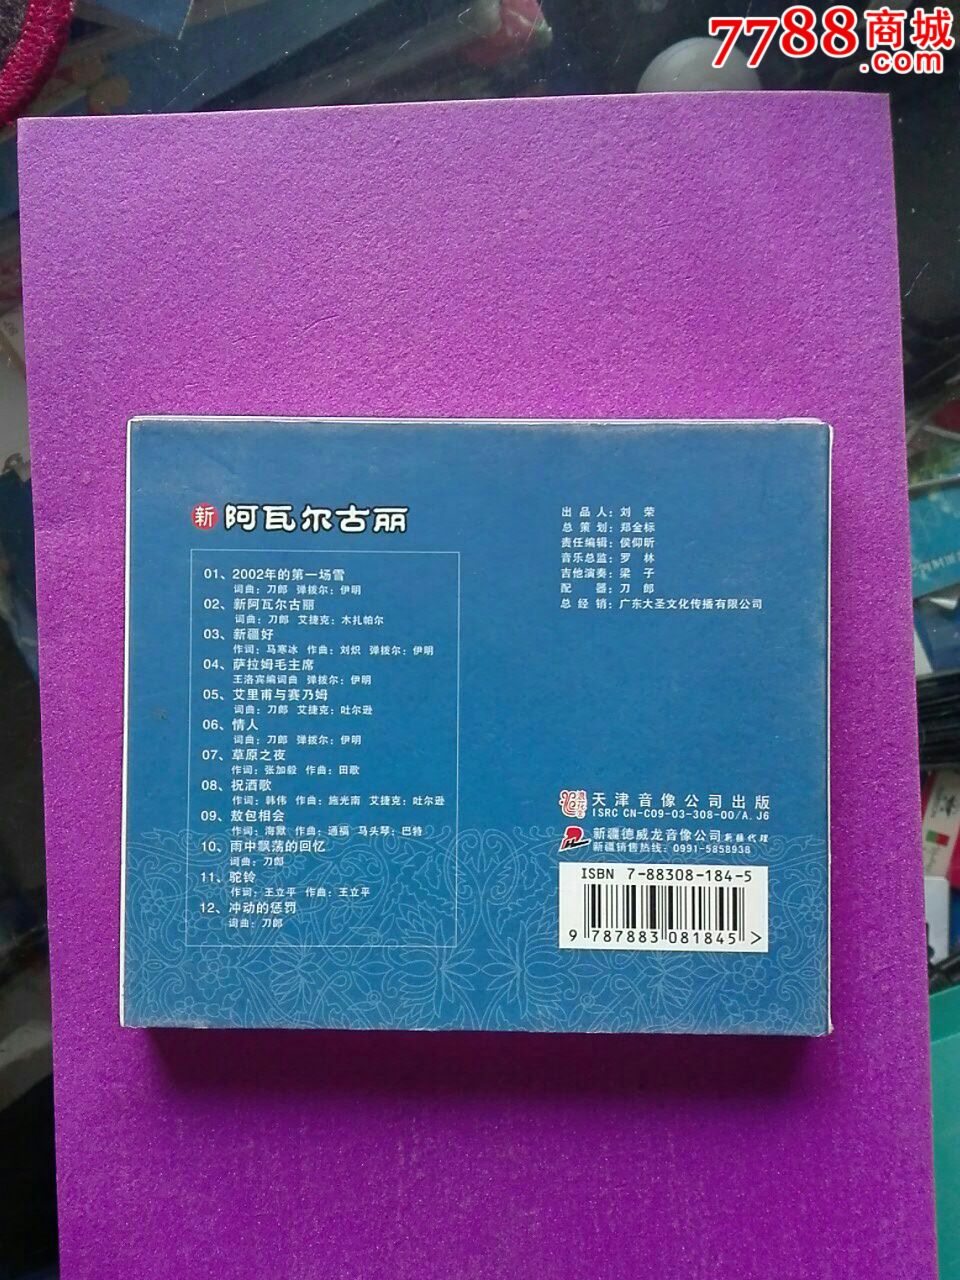 7788商城
.com
新 阿瓦尔古丽
01、2002年的第一场雪
词曲：刀郎 弹拨尔：伊明
02、新阿瓦尔古丽
词曲：刀郎 艾捷克：木扎帕尔
03、新疆好
作词：马寒冰 作曲：刘炽 弹拨尔：伊明
04、萨拉姆毛主席
王洛宾编词曲 弹拨尔：伊明
05、艾里甫与赛乃姆
词曲：刀郎 艾捷克：吐尔逊
06、情人
词曲：刀郎 弹拨尔：伊明
07、草原之夜
作词：张加毅 作曲：田歌
08、祝酒歌
作词：韩伟 作曲：施光南 艾捷克：吐尔逊
09、敖包相会
作词：海默 作曲：通福 马头琴：巴特
10、雨中飘荡的回忆
词曲：刀郎
11、驼铃
作词：王立平 作曲：王立平
12、冲动的惩罚
词曲：刀郎
出品人：刘荣
总策划：郑金标
责任编辑：侯仰昕
音乐总监：罗林
吉他演奏：梁子
配器：刀郎
总经销：广东大圣文化传播有限公司
天津音像公司出版
ISRC CN-C09-03-308-00/A.J6
新疆德威龙音像公司新疆代理
新疆销售热线：0991-5858938
ISBN 7-88308-184-5
9 787883 081845 >